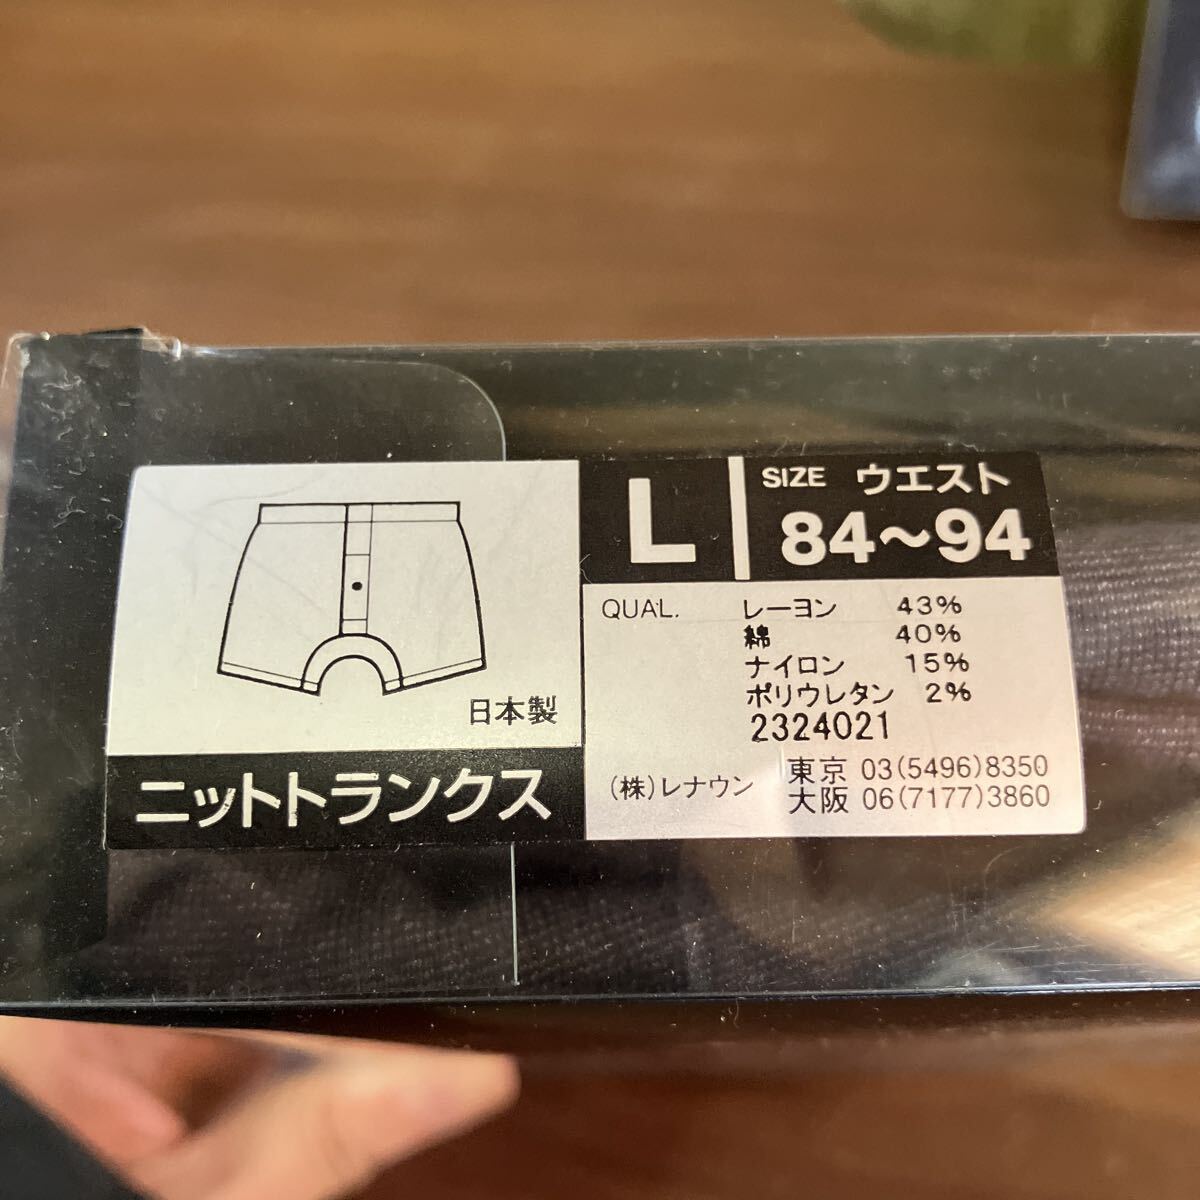 日本製
ニットトランクス
L
SIZE ウエスト
84～94
QUAL. レーヨン 43%
綿 40%
ナイロン 15%
ポリウレタン 2%
2324021
(株)レナウン 東京 03(5496)8350
大阪 06(7177)3860